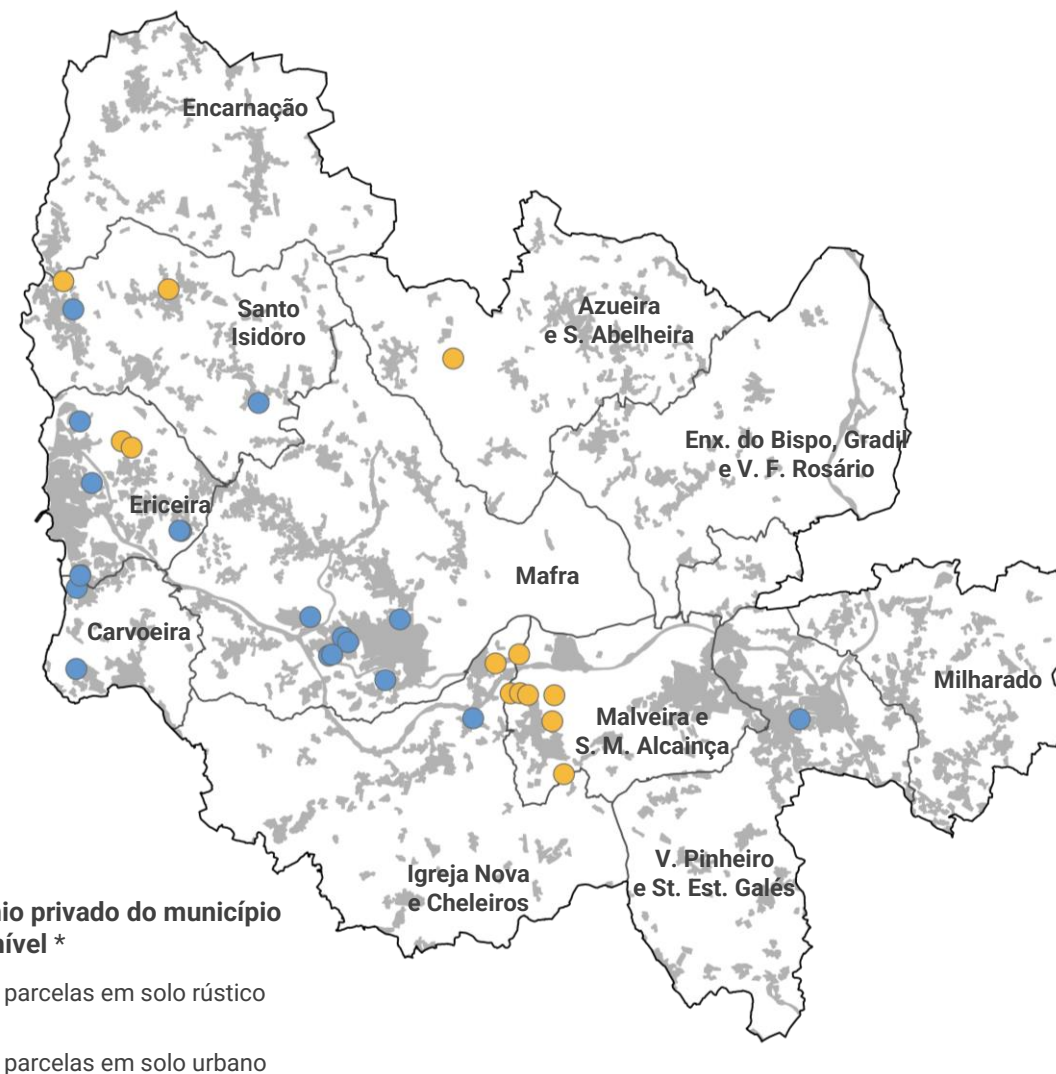 Encarnação
Santo
Isidoro
Azueira
e S. Abelheira
Enx. do Bispo, Gradil
e V. F. Rosário
Ericeira
Mafra
Carvoeira
Milharado
Malveira e
S. M. Alcainça
V. Pinheiro
e St. Est. Galés
Igreja Nova
e Cheleiros
io privado do município
nível *
parcelas em solo rústico
parcelas em solo urbano